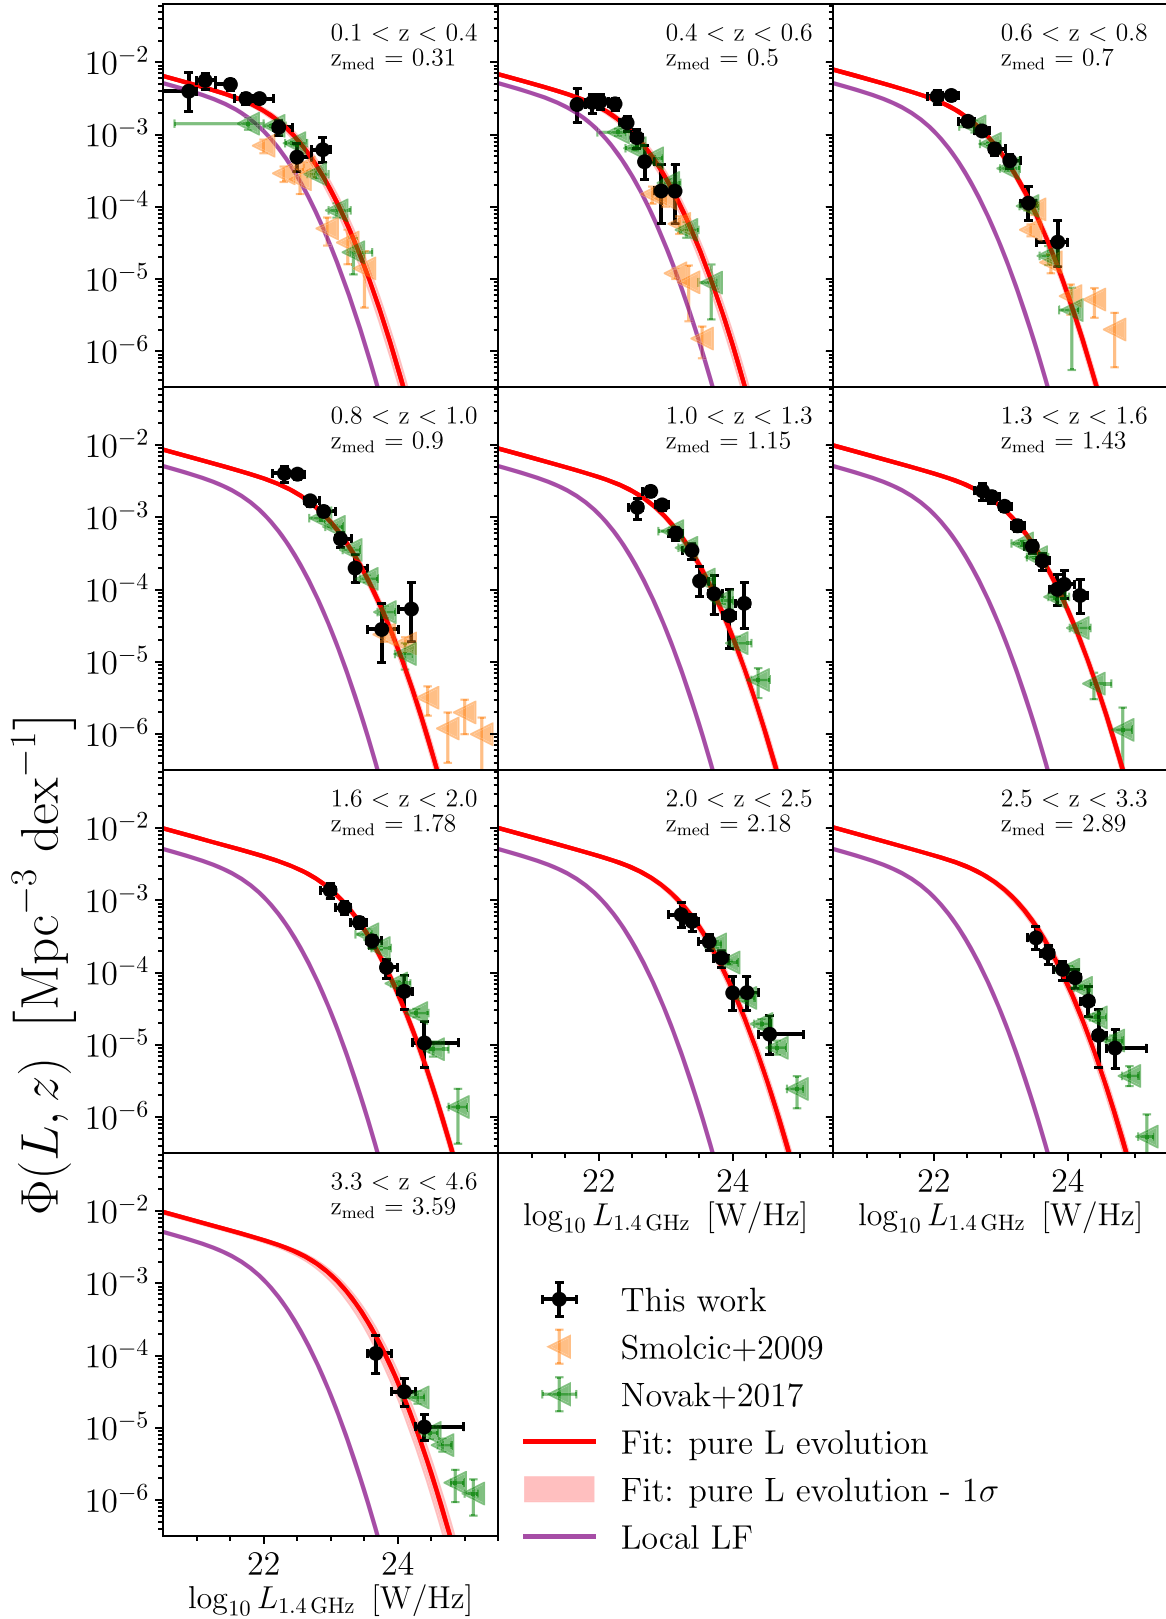 0.1 < z < 0.4
z_med = 0.31
0.4 < z < 0.6
z_med = 0.5
0.6 < z < 0.8
z_med = 0.7
10⁻²
10⁻³
10⁻⁴
10⁻⁵
10⁻⁶
0.8 < z < 1.0
z_med = 0.9
1.0 < z < 1.3
z_med = 1.15
1.3 < z < 1.6
z_med = 1.43
10⁻²
10⁻³
10⁻⁴
10⁻⁵
10⁻⁶
Φ(L, z) [Mpc⁻³ dex⁻¹]
1.6 < z < 2.0
z_med = 1.78
2.0 < z < 2.5
z_med = 2.18
2.5 < z < 3.3
z_med = 2.89
10⁻²
10⁻³
10⁻⁴
10⁻⁵
10⁻⁶
22 24
log₁₀ L₁.₄ GHz [W/Hz]
22 24
log₁₀ L₁.₄ GHz [W/Hz]
3.3 < z < 4.6
z_med = 3.59
10⁻²
10⁻³
10⁻⁴
10⁻⁵
10⁻⁶
22 24
log₁₀ L₁.₄ GHz [W/Hz]
This work
Smolcic+2009
Novak+2017
Fit: pure L evolution
Fit: pure L evolution - 1σ
Local LF